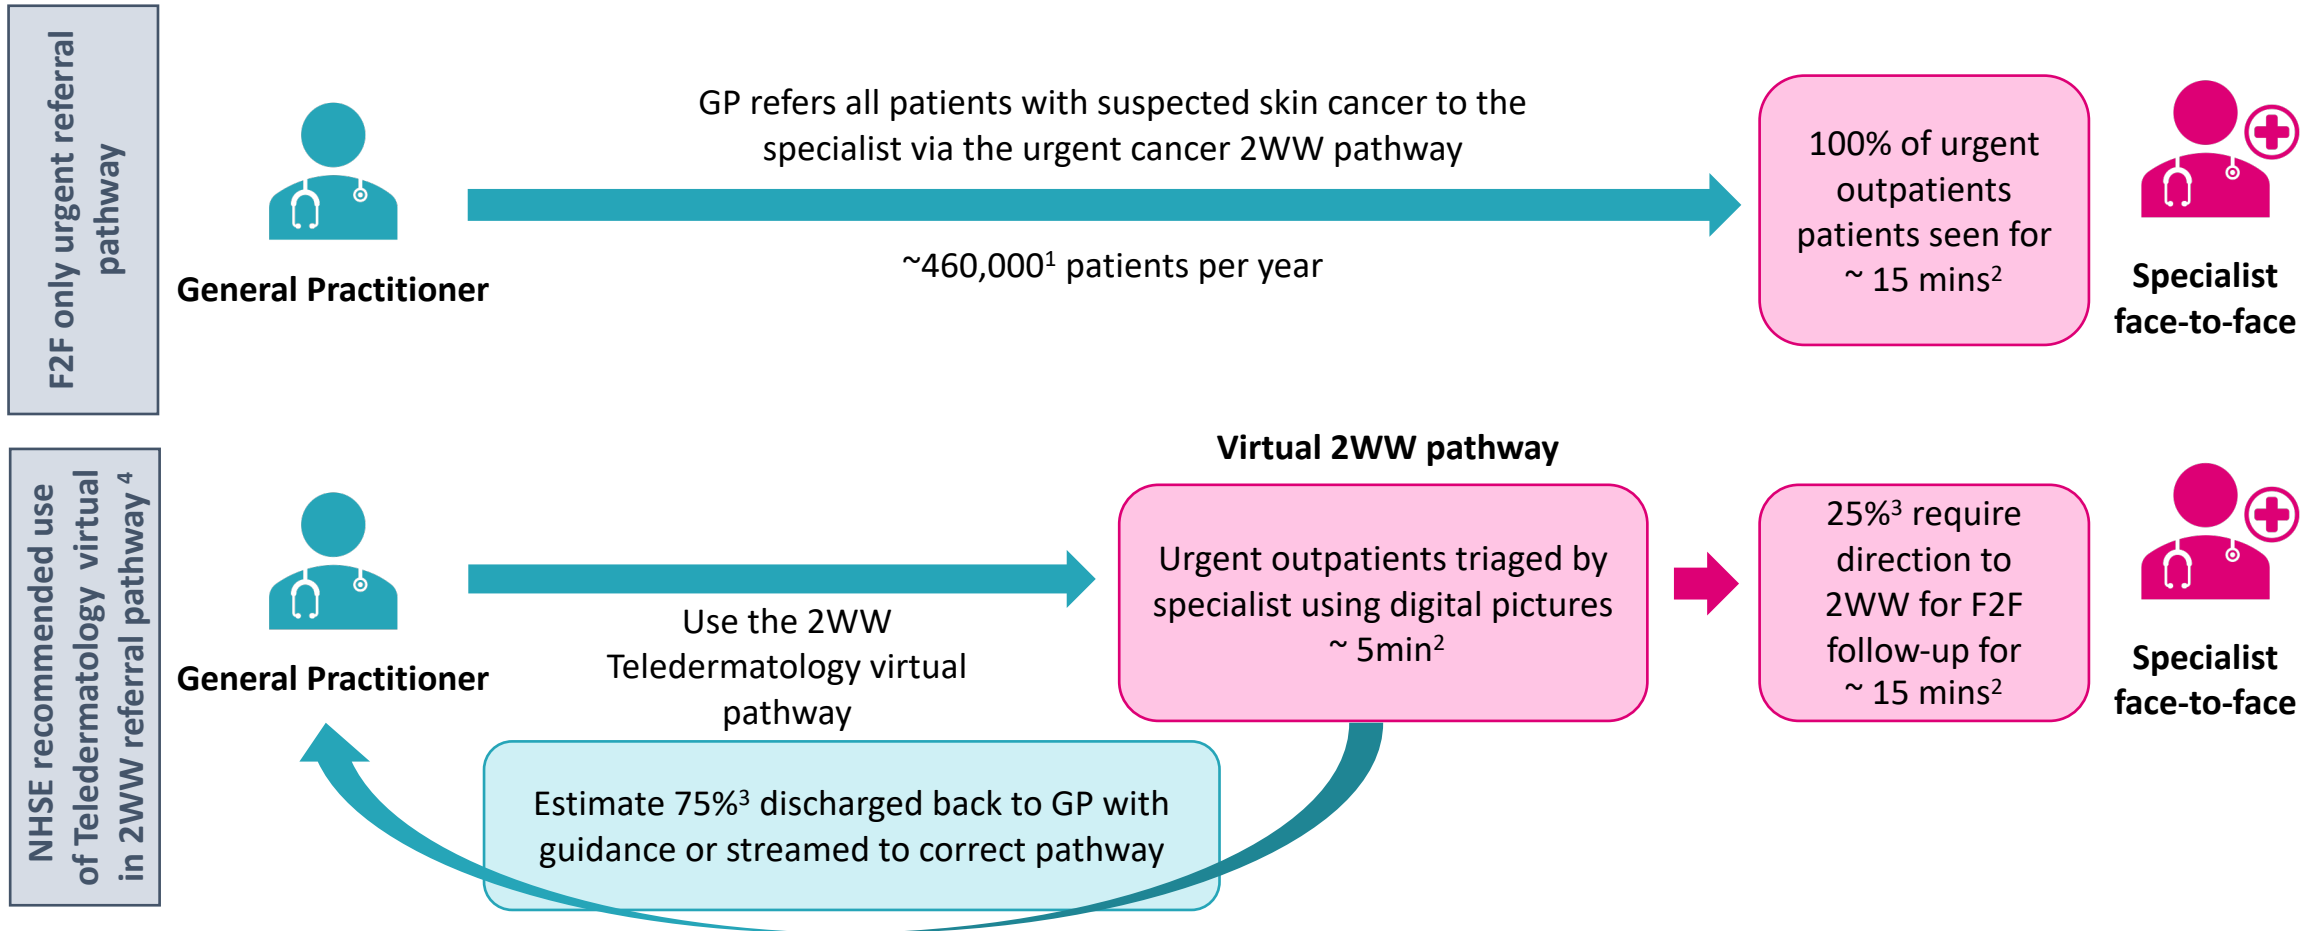 F2F only urgent referral
pathway
GP refers all patients with suspected skin cancer to the
specialist via the urgent cancer 2WW pathway
~460,000¹ patients per year
General Practitioner
100% of urgent
outpatients
patients seen for
~ 15 mins²
Specialist
face-to-face
NHSE recommended use
of Teledermatology virtual
in 2WW referral pathway ⁴
General Practitioner
Use the 2WW
Teledermatology virtual
pathway
Virtual 2WW pathway
Urgent outpatients triaged by
specialist using digital pictures
~ 5min²
25%³ require
direction to
2WW for F2F
follow-up for
~ 15 mins²
Specialist
face-to-face
Estimate 75%³ discharged back to GP with
guidance or streamed to correct pathway